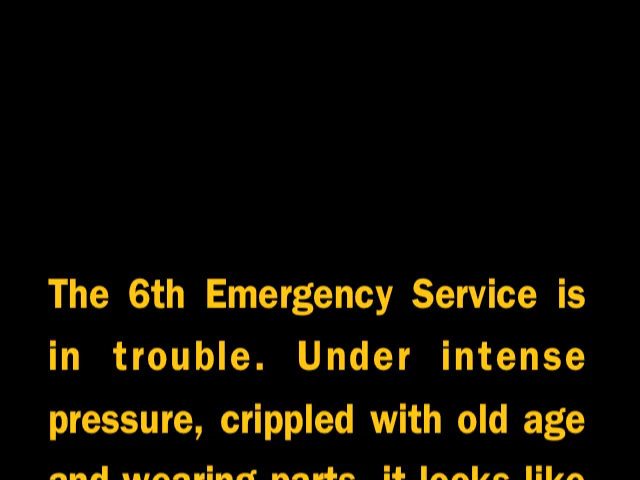 The 6th Emergency Service is
in trouble. Under intense
pressure, crippled with old age
and wearing parts, it looks like